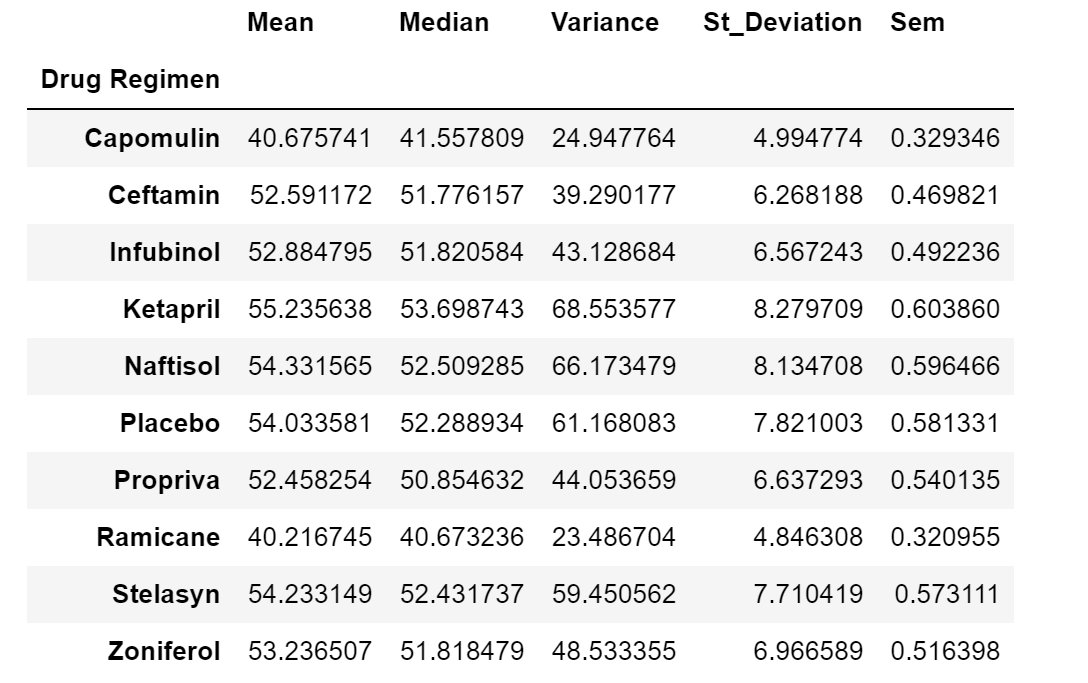 Mean Median Variance St_Deviation Sem
Drug Regimen
Capomulin 40.675741 41.557809 24.947764 4.994774 0.329346
Ceftamin 52.591172 51.776157 39.290177 6.268188 0.469821
Infubinol 52.884795 51.820584 43.128684 6.567243 0.492236
Ketapril 55.235638 53.698743 68.553577 8.279709 0.603860
Naftisol 54.331565 52.509285 66.173479 8.134708 0.596466
Placebo 54.033581 52.288934 61.168083 7.821003 0.581331
Propriva 52.458254 50.854632 44.053659 6.637293 0.540135
Ramicane 40.216745 40.673236 23.486704 4.846308 0.320955
Stelasyn 54.233149 52.431737 59.450562 7.710419 0.573111
Zoniferol 53.236507 51.818479 48.533355 6.966589 0.516398